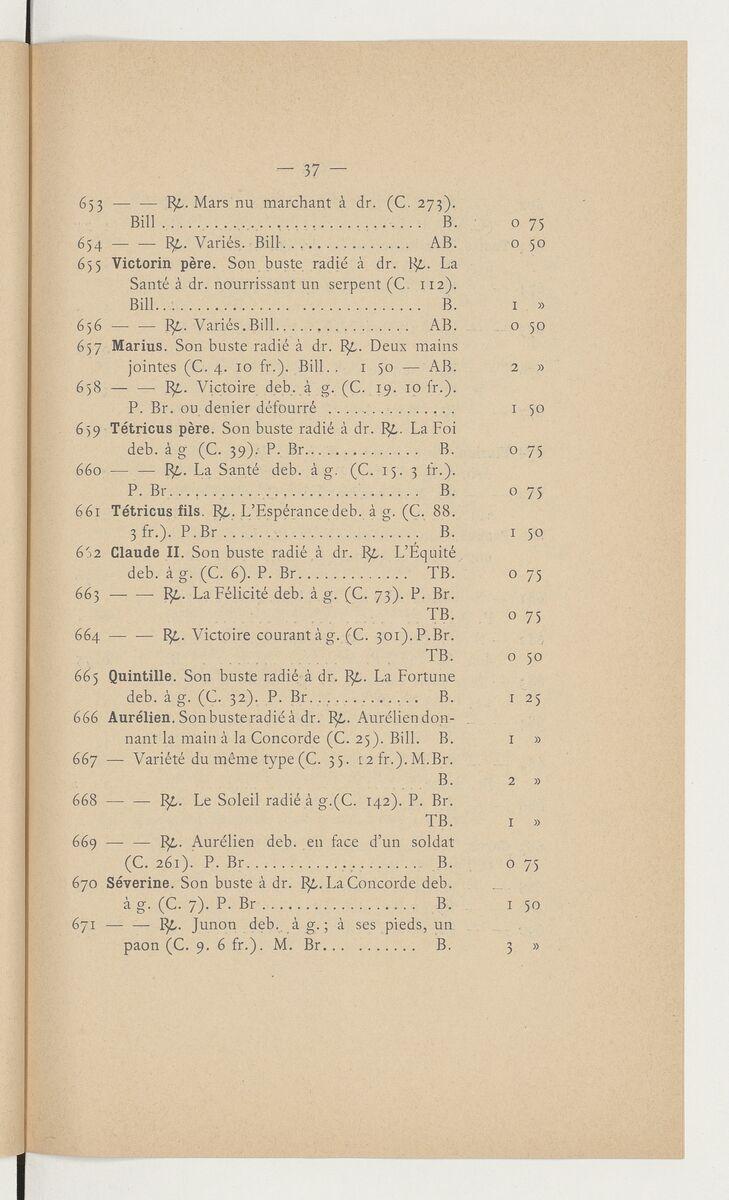 — 37 —
653 — — ℞. Mars nu marchant à dr. (C. 273).
Bill .............................. B. 0 75
654 — — ℞. Variés. Bill............... AB. 0 50
655 Victorin père. Son buste radié à dr. ℞. La
Santé à dr. nourrissant un serpent (C. 112).
Bill.............................. B. 1 »
656 — — ℞. Variés. Bill................ AB. 0 50
657 Marius. Son buste radié à dr. ℞. Deux mains
jointes (C. 4. 10 fr.). Bill.. 1 50 — AB. 2 »
658 — — ℞. Victoire deb. à g. (C. 19. 10 fr.).
P. Br. ou denier défourré ............... 1 50
659 Tétricus père. Son buste radié à dr. ℞. La Foi
deb. à g (C. 39). P. Br.............. B. 0 75
660 — — ℞. La Santé deb. à g. (C. 15. 3 fr.).
P. Br............................. B. 0 75
661 Tétricus fils. ℞. L'Espérance deb. à g. (C. 88.
3 fr.). P. Br ....................... B. 1 50
662 Claude II. Son buste radié à dr. ℞. L'Équité
deb. à g. (C. 6). P. Br............. TB. 0 75
663 — — ℞. La Félicité deb. à g. (C. 73). P. Br.
TB. 0 75
664 — — ℞. Victoire courant à g. (C. 301). P. Br.
TB. 0 50
665 Quintille. Son buste radié à dr. ℞. La Fortune
deb. à g. (C. 32). P. Br............. B. 1 25
666 Aurélien. Son buste radié à dr. ℞. Aurélien don-
nant la main à la Concorde (C. 25). Bill. B. 1 »
667 — Variété du même type (C. 35. 12 fr.). M. Br.
B. 2 »
668 — — ℞. Le Soleil radié à g. (C. 142). P. Br.
TB. 1 »
669 — — ℞. Aurélien deb. en face d'un soldat
(C. 261). P. Br.................... B. 0 75
670 Séverine. Son buste à dr. ℞. La Concorde deb.
à g. (C. 7). P. Br .................. B. 1 50
671 — — ℞. Junon deb. à g.; à ses pieds, un
paon (C. 9. 6 fr.). M. Br... ....... B. 3 »